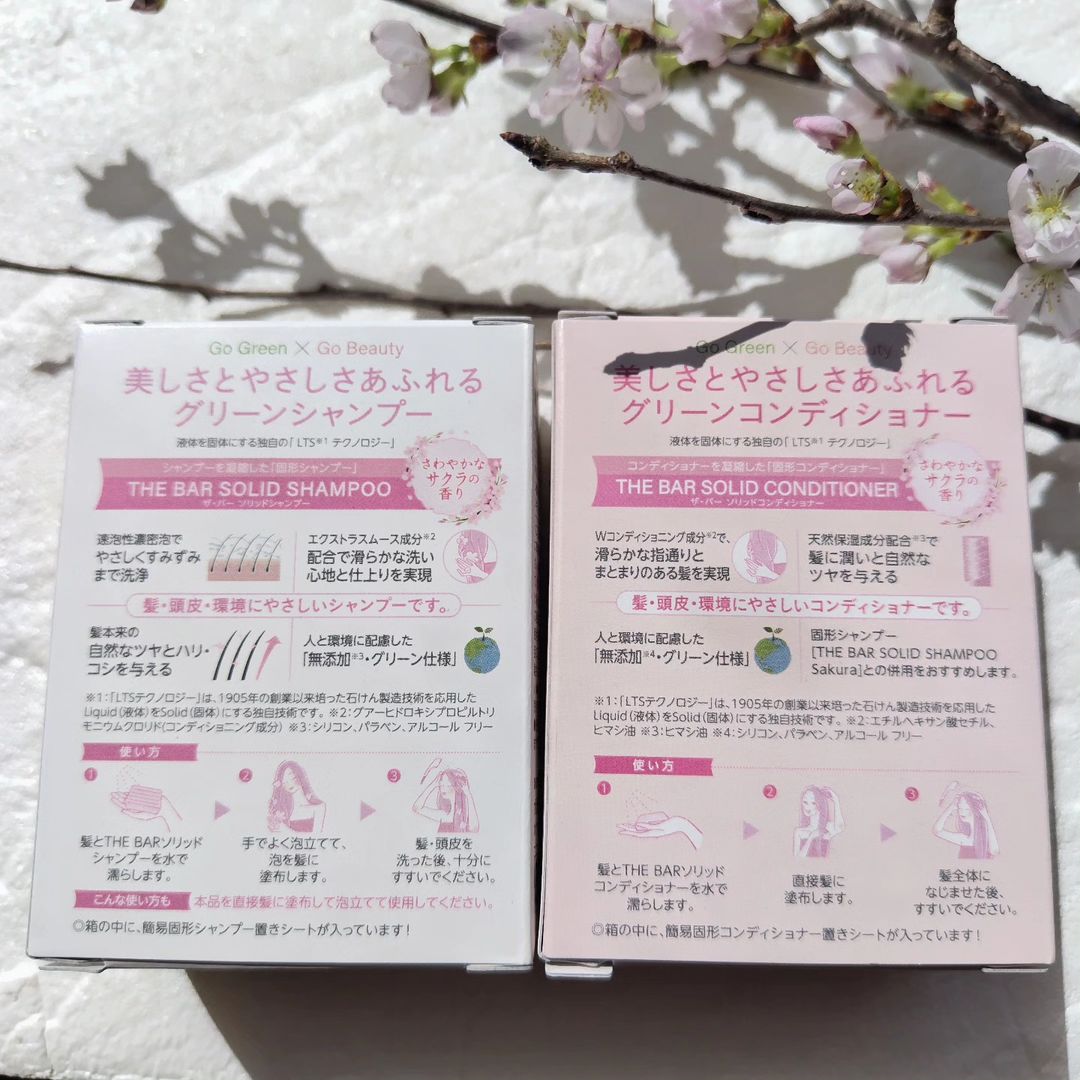 Go Green × Go Beauty
美しさとやさしさあふれる
グリーンシャンプー
液体を固体にする独自の「LTS※1 テクノロジー」
シャンプーを凝縮した「固形シャンプー」
THE BAR SOLID SHAMPOO
ザ・バー ソリッドシャンプー
さわやかな
サクラの
香り
速泡性濃密泡で
やさしくすみずみ
まで洗浄
エクストラスムース成分※2
配合で滑らかな洗い
心地と仕上りを実現
髪・頭皮・環境にやさしいシャンプーです。
髪本来の
自然なツヤとハリ・
コシを与える
人と環境に配慮した
「無添加※3・グリーン仕様」
※1：「LTSテクノロジー」は、1905年の創業以来培った石けん製造技術を応用した
Liquid（液体）をSolid（固体）にする独自技術です。※2：グアーヒドロキシプロピルトリ
モニウムクロリド(コンディショニング成分) ※3：シリコン、パラベン、アルコール フリー
使い方
1
髪とTHE BARソリッド
シャンプーを水で
濡らします。
2
手でよく泡立てて、
泡を髪に
塗布します。
3
髪・頭皮を
洗った後、十分に
すすいでください。
こんな使い方も 本品を直接髪に塗布して泡立てて使用してください。
◎箱の中に、簡易固形シャンプー置きシートが入っています！
Go Green × Go Beauty
美しさとやさしさあふれる
グリーンコンディショナー
液体を固体にする独自の「LTS※1 テクノロジー」
コンディショナーを凝縮した「固形コンディショナー」
THE BAR SOLID CONDITIONER
ザ・バー ソリッドコンディショナー
さわやかな
サクラの
香り
Wコンディショニング成分※2で、
滑らかな指通りと
まとまりのある髪を実現
天然保湿成分配合※3で
髪に潤いと自然な
ツヤを与える
髪・頭皮・環境にやさしいコンディショナーです。
人と環境に配慮した
「無添加※4・グリーン仕様」
固形シャンプー
[THE BAR SOLID SHAMPOO
Sakura]との併用をおすすめします。
※1：「LTSテクノロジー」は、1905年の創業以来培った石けん製造技術を応用した
Liquid（液体）をSolid（固体）にする独自技術です。※2：エチルヘキサン酸セチル、
ヒマシ油 ※3：ヒマシ油 ※4：シリコン、パラベン、アルコール フリー
使い方
1
髪とTHE BARソリッド
コンディショナーを水で
濡らします。
2
直接髪に
塗布します。
3
髪全体に
なじませた後、
すすいでください。
◎箱の中に、簡易固形コンディショナー置きシートが入っています！